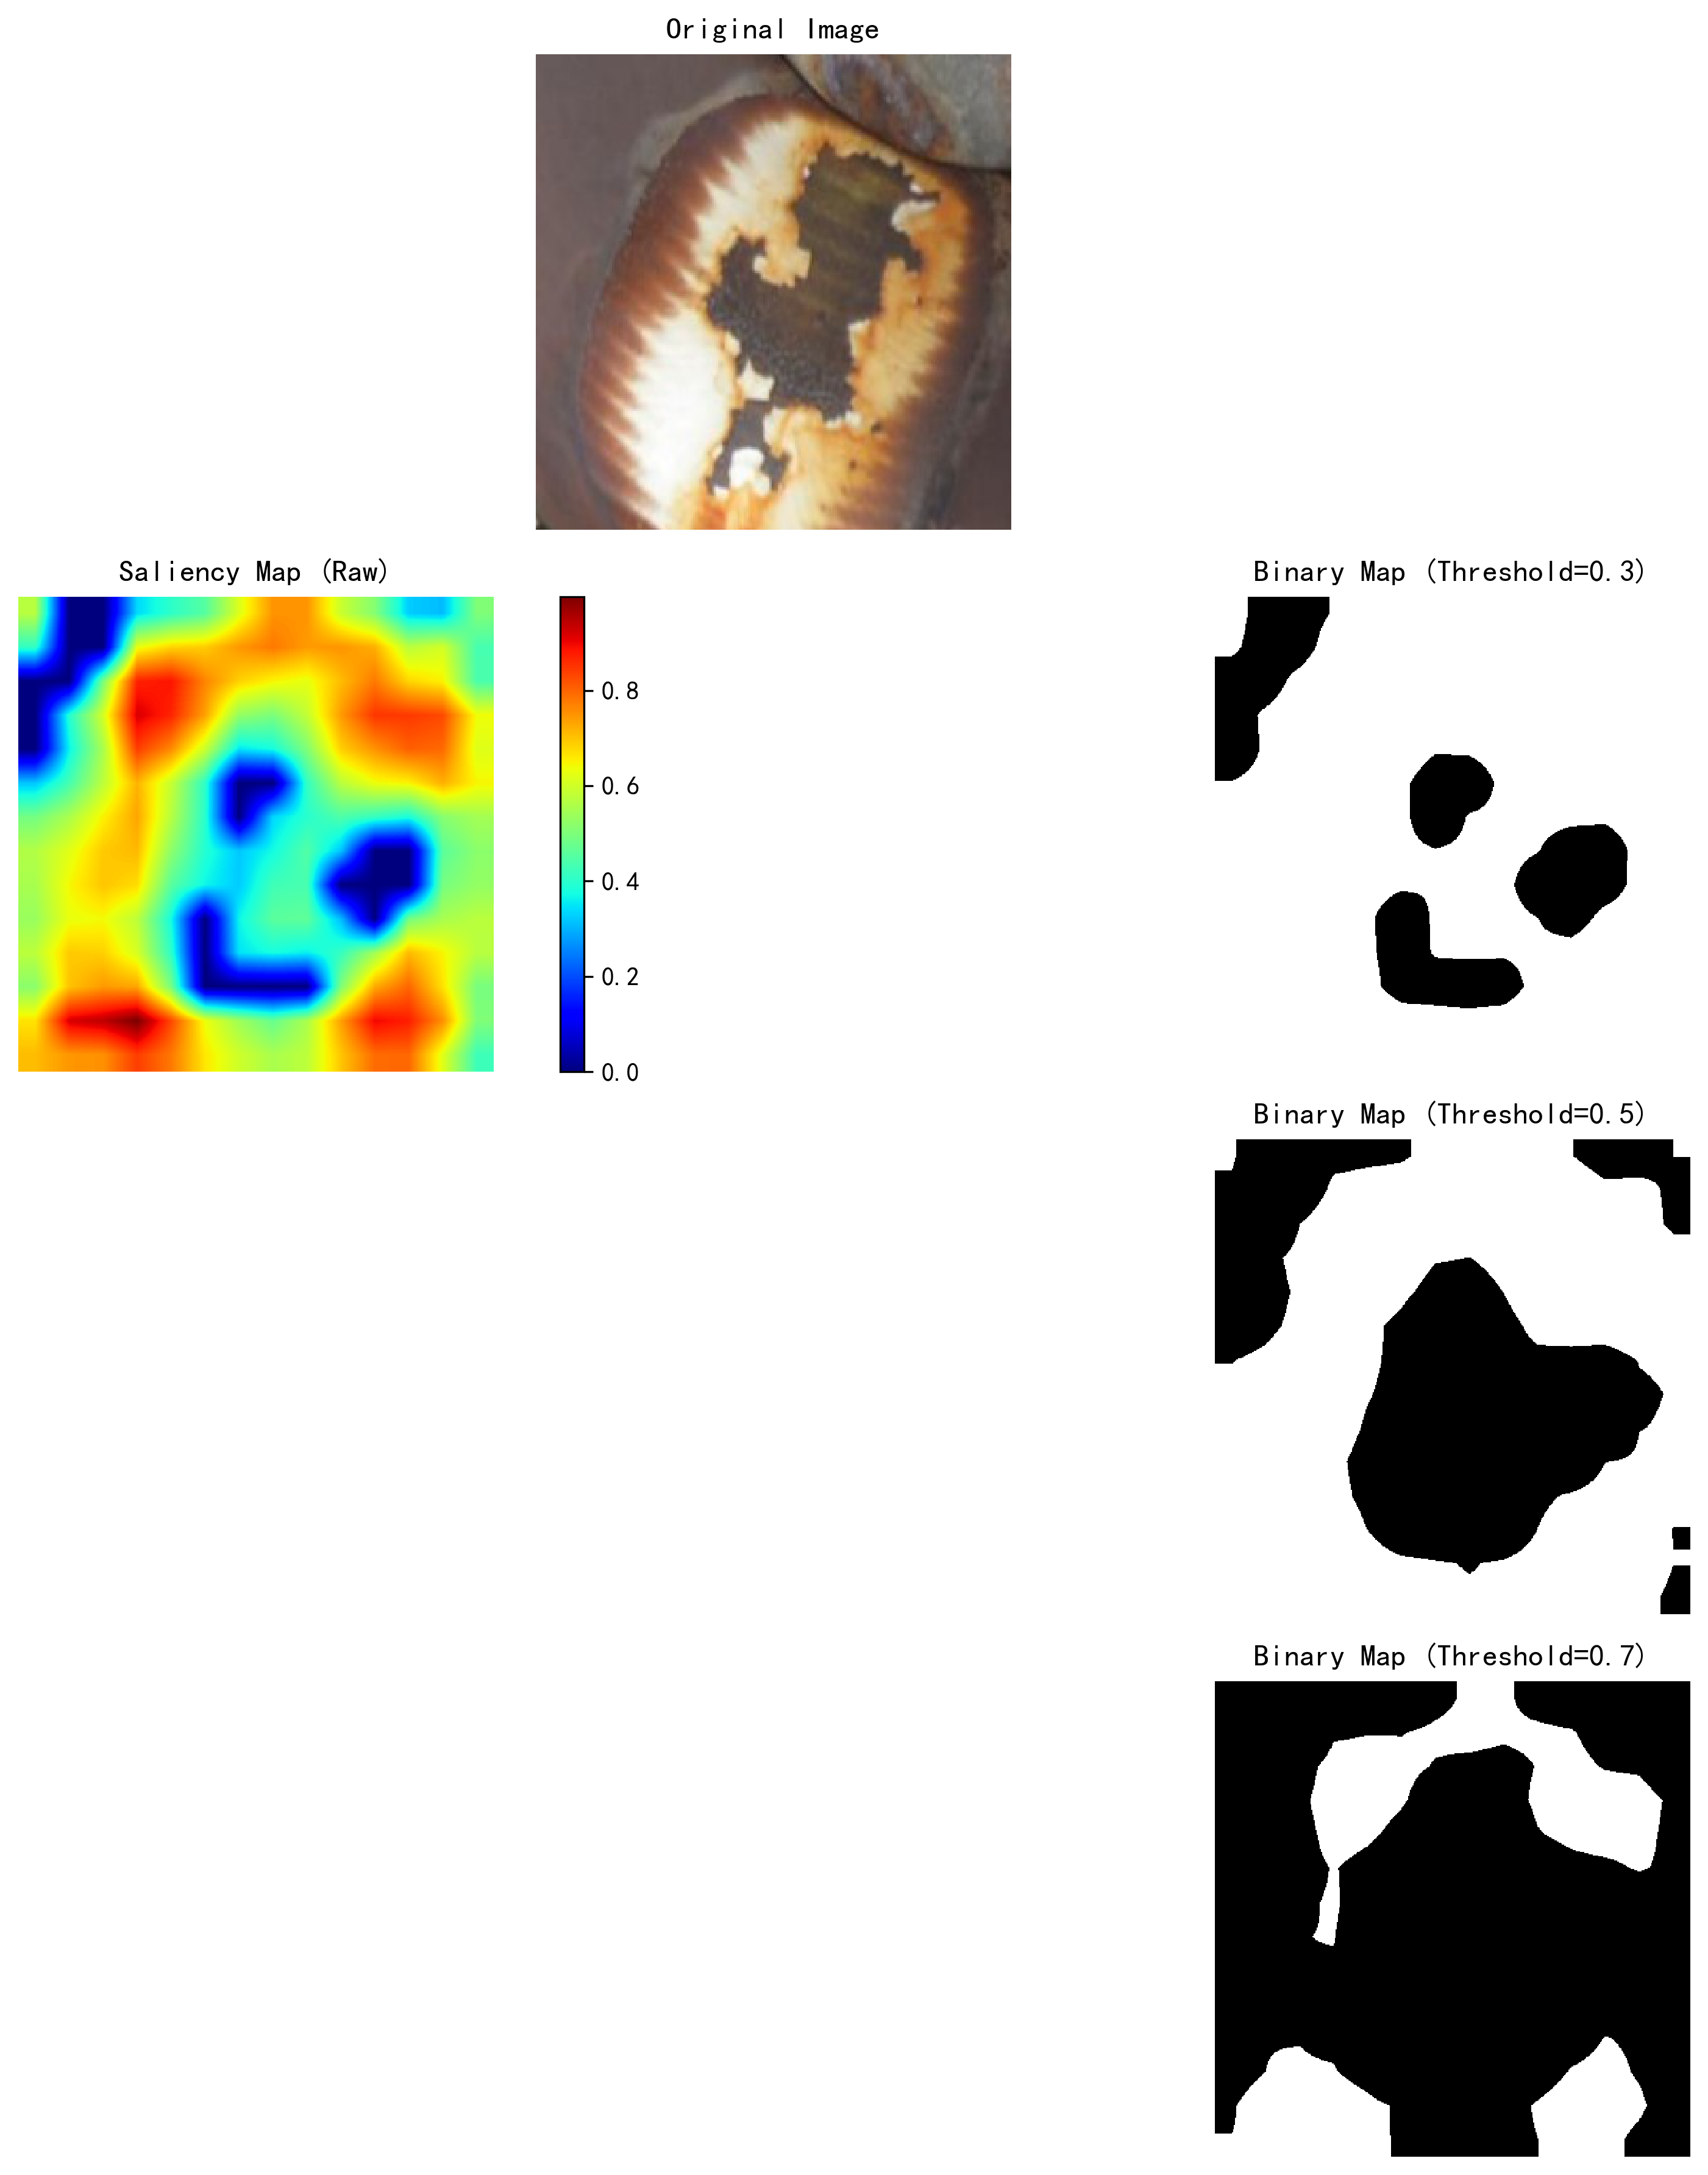 Original Image
Saliency Map (Raw)
Binary Map (Threshold=0.3)
0.8
0.6
0.4
0.2
0.0
Binary Map (Threshold=0.5)
Binary Map (Threshold=0.7)